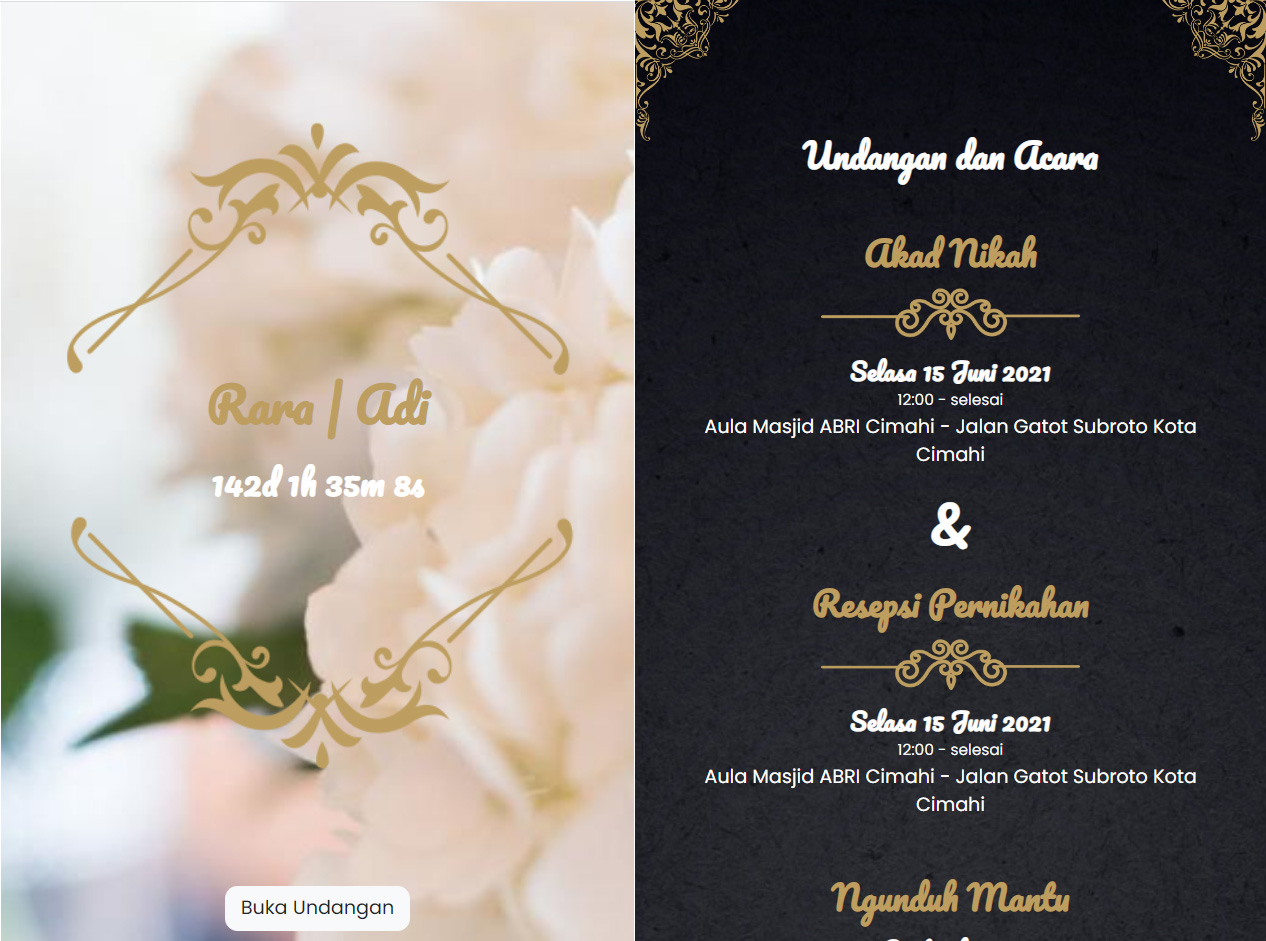 Rara | Adi
142d 1h 35m 8s
Buka Undangan
Undangan dan Acara
Akad Nikah
Selasa 15 Juni 2021
12:00 - selesai
Aula Masjid ABRI Cimahi - Jalan Gatot Subroto Kota
Cimahi
&
Resepsi Pernikahan
Selasa 15 Juni 2021
12:00 - selesai
Aula Masjid ABRI Cimahi - Jalan Gatot Subroto Kota
Cimahi
Ngunduh Mantu